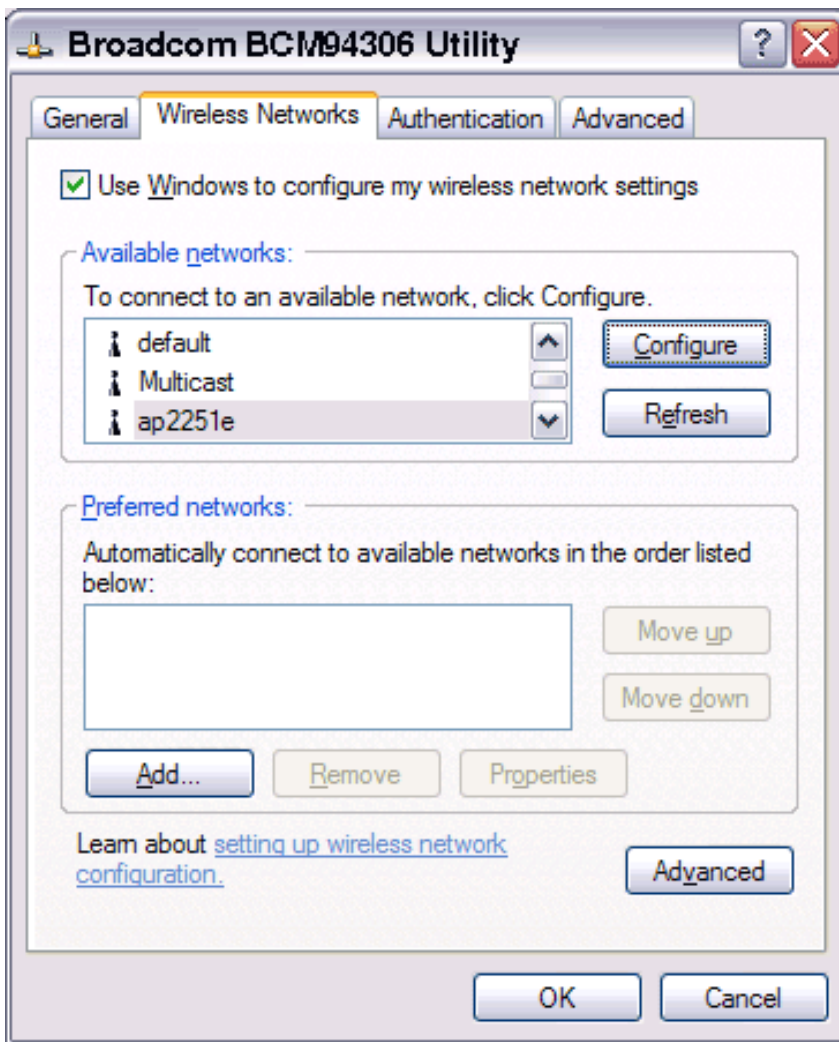 Broadcom BCM94306 Utility
?
General Wireless Networks Authentication Advanced
Use Windows to configure my wireless network settings
Available networks:
To connect to an available network, click Configure.
default
Multicast
ap2251e
Configure
Refresh
Preferred networks:
Automatically connect to available networks in the order listed
below:
Move up
Move down
Add... Remove Properties
Learn about setting up wireless network
configuration.
Advanced
OK Cancel